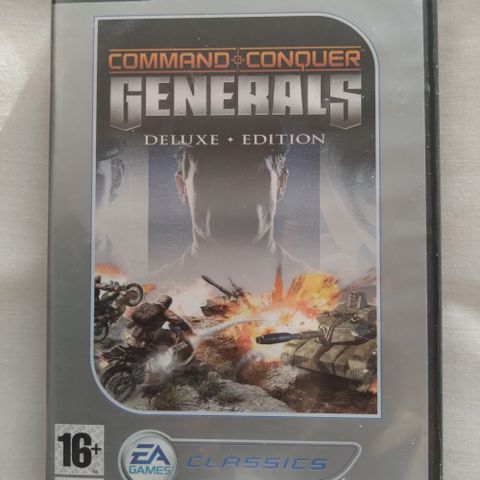 COMMAND & CONQUER
GENERALS
DELUXE • EDITION
16+
EA
GAMES
CLASSICS